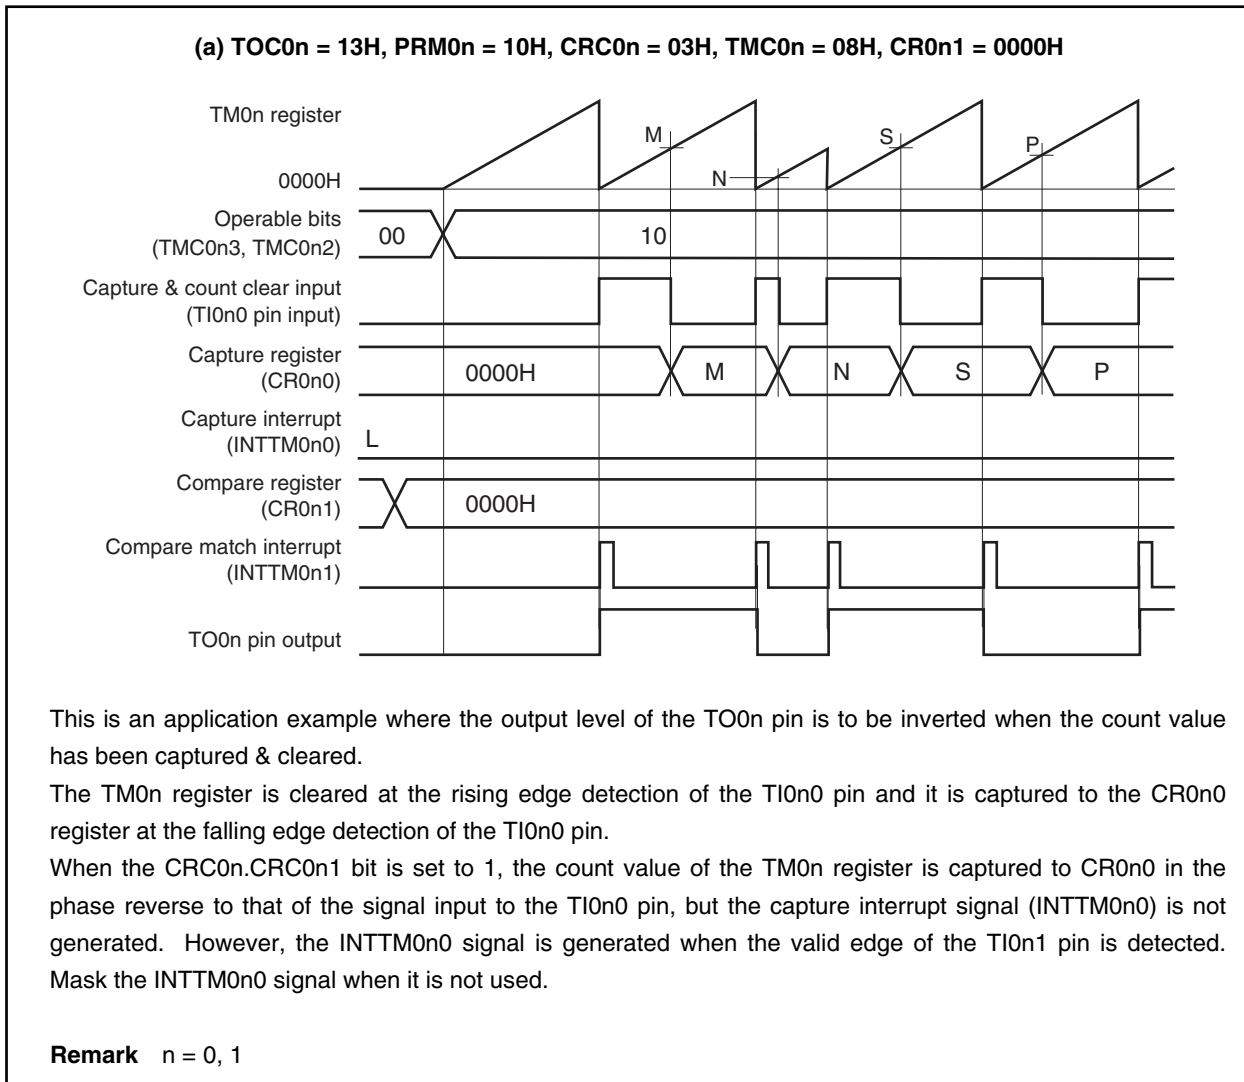 (a) TOC0n = 13H, PRM0n = 10H, CRC0n = 03H, TMC0n = 08H, CR0n1 = 0000H
TM0n register
M
S
P
N
0000H
Operable bits
(TMC0n3, TMC0n2)
00
10
Capture & count clear input
(TI0n0 pin input)
Capture register
(CR0n0)
0000H
M
N
S
P
Capture interrupt
(INTTM0n0)
L
Compare register
(CR0n1)
0000H
Compare match interrupt
(INTTM0n1)
TO0n pin output
This is an application example where the output level of the TO0n pin is to be inverted when the count value
has been captured & cleared.
The TM0n register is cleared at the rising edge detection of the TI0n0 pin and it is captured to the CR0n0
register at the falling edge detection of the TI0n0 pin.
When the CRC0n.CRC0n1 bit is set to 1, the count value of the TM0n register is captured to CR0n0 in the
phase reverse to that of the signal input to the TI0n0 pin, but the capture interrupt signal (INTTM0n0) is not
generated. However, the INTTM0n0 signal is generated when the valid edge of the TI0n1 pin is detected.
Mask the INTTM0n0 signal when it is not used.
Remark n = 0, 1